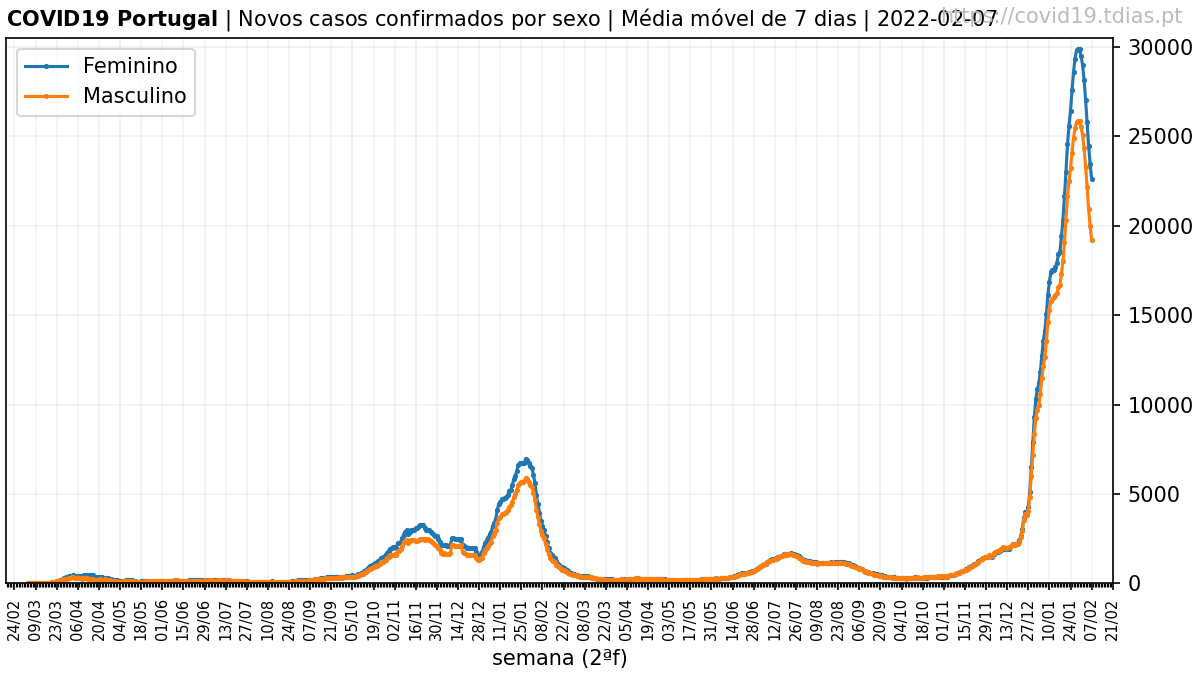 COVID19 Portugal | Novos casos confirmados por sexo | Média móvel de 7 dias | 2022-02-07
https://covid19.tdias.pt
Feminino
Masculino
30000
25000
20000
15000
10000
5000
0
24/02 09/03 23/03 06/04 20/04 04/05 18/05 01/06 15/06 29/06 13/07 27/07 10/08 24/08 07/09 21/09 05/10 19/10 02/11 16/11 30/11 14/12 28/12 11/01 25/01 08/02 22/02 08/03 22/03 05/04 19/04 03/05 17/05 31/05 14/06 28/06 12/07 26/07 09/08 23/08 06/09 20/09 04/10 18/10 01/11 15/11 29/11 13/12 27/12 10/01 24/01 07/02 21/02
semana (2ªf)